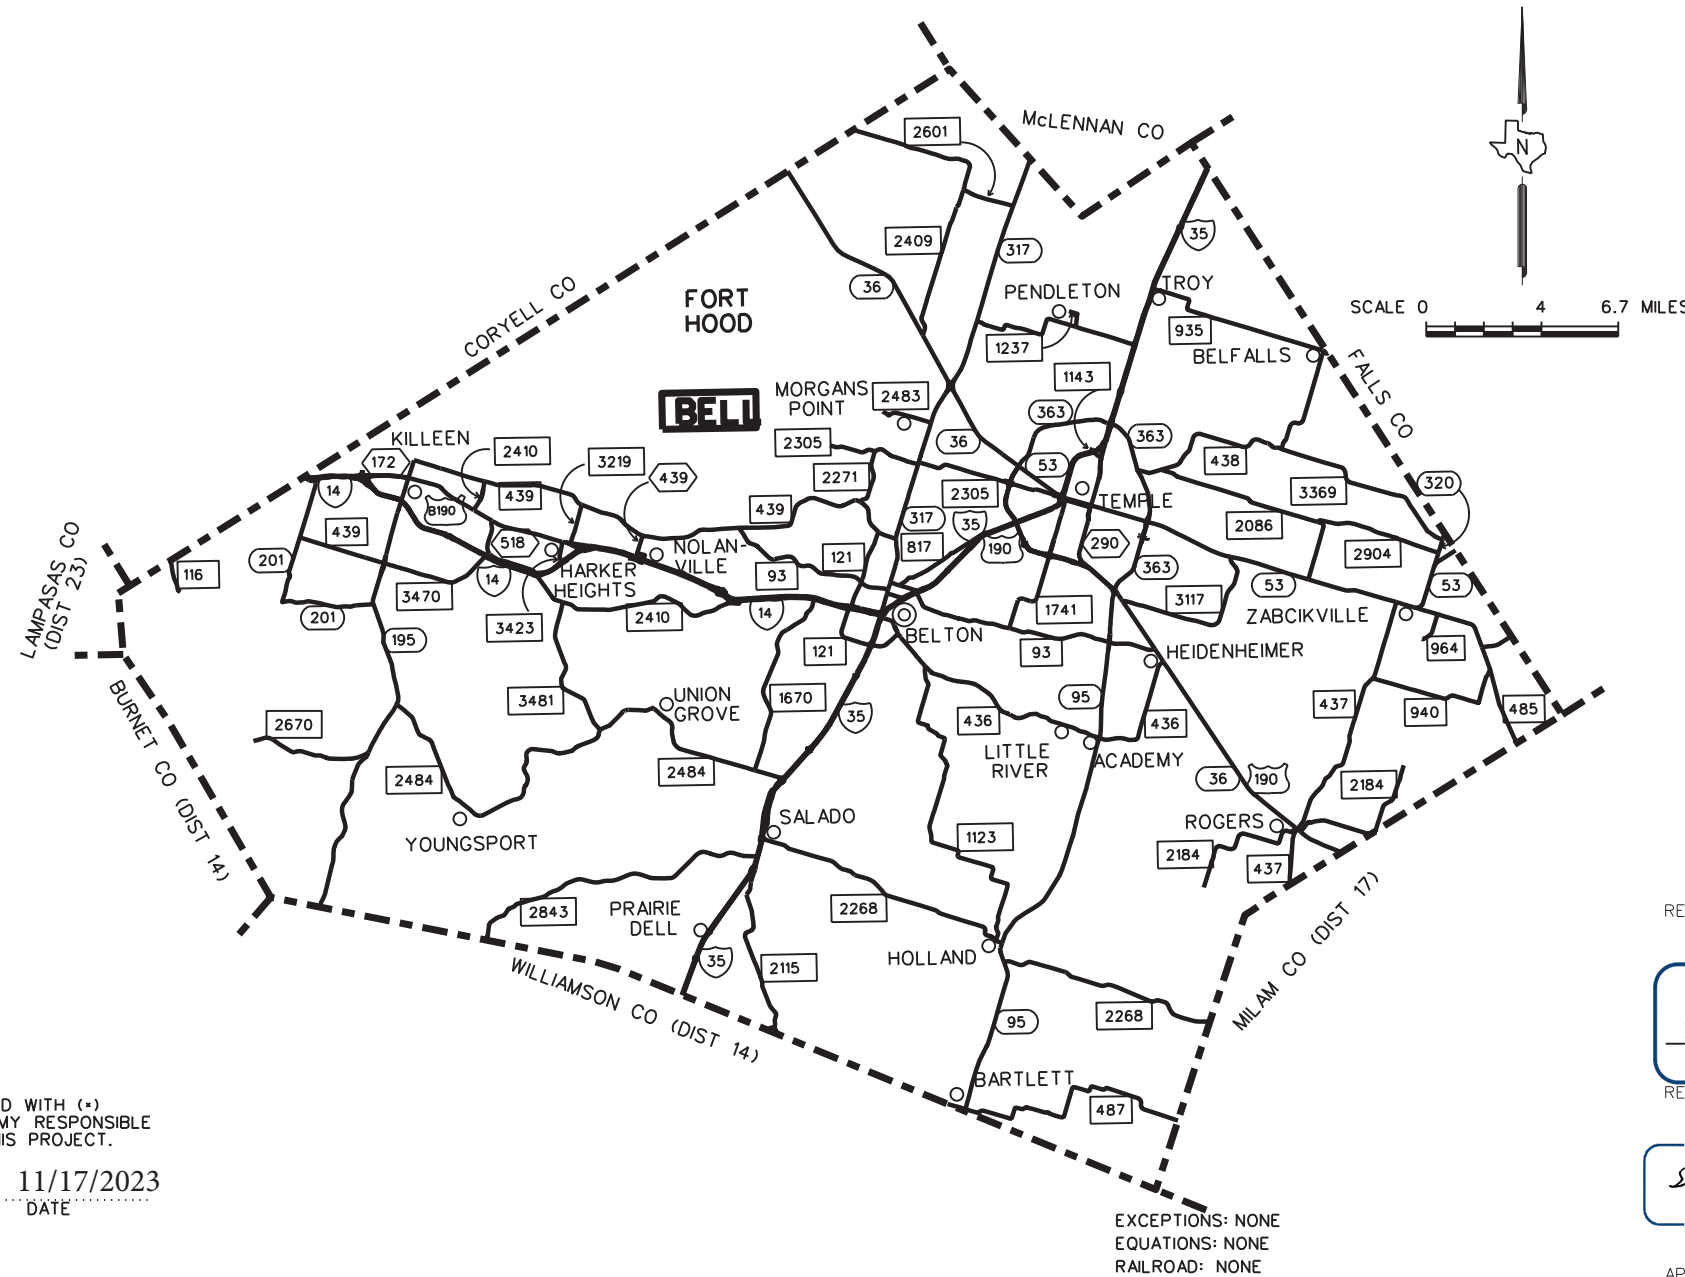 McLENNAN CO
2601
N
2409
317
35
36
CORYELL CO
FORT
HOOD
PENDLETON
TROY
SCALE 0 4 6.7 MILES
935
1237
BELFALLS
FALLS CO
1143
MORGANS
POINT
2483
BELL
363
363
KILLEEN
2410
2305
36
172
3219
439
2271
53
438
320
14
439
2305
3369
B190
439
TEMPLE
439
317
35
2086
518
NOLAN-
VILLE
121
817
190
290
2904
LAMPASAS CO
(DIST 23)
116
201
14
HARKER
HEIGHTS
93
363
53
53
3470
3117
201
3423
2410
14
1741
ZABCIKVILLE
195
BELTON
121
93
HEIDENHEIMER
964
BURNET CO (DIST 14)
3481
UNION
GROVE
1670
95
437
485
2670
35
436
436
940
LITTLE
RIVER
ACADEMY
2484
2484
36
190
2184
YOUNGSPORT
SALADO
1123
ROGERS
2184
437
2843
PRAIRIE
DELL
2268
MILAM CO (DIST 17)
RE
35
2115
HOLLAND
WILLIAMSON CO (DIST 14)
95
2268
BARTLETT
487
RE
D WITH (*)
MY RESPONSIBLE
IS PROJECT.
11/17/2023
DATE
EXCEPTIONS: NONE
EQUATIONS: NONE
RAILROAD: NONE